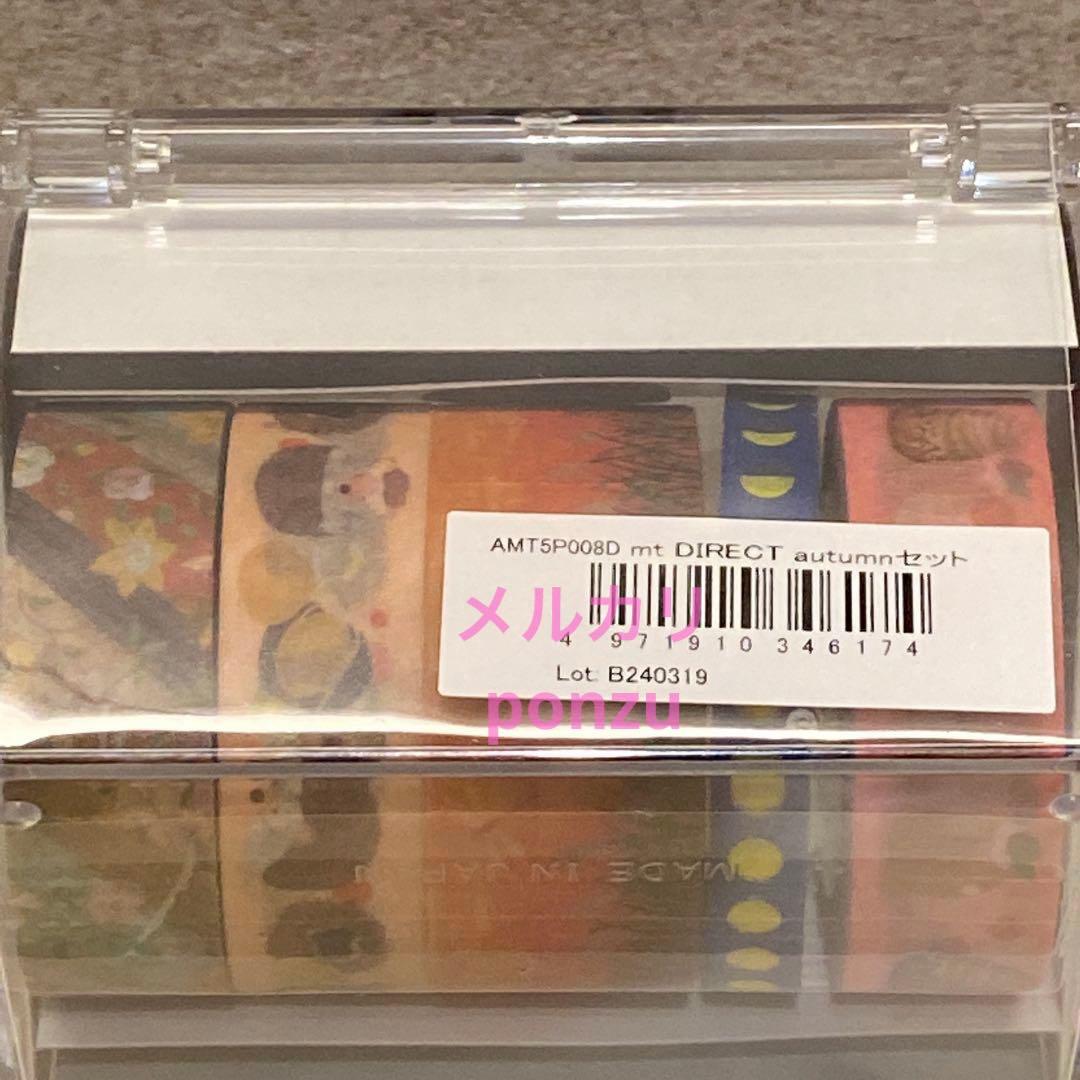 AMT5P008D mt DIRECT autumnセット
メルカリ
4 971910 346174
Lot: B240319
ponzu
MADE IN JAPAN